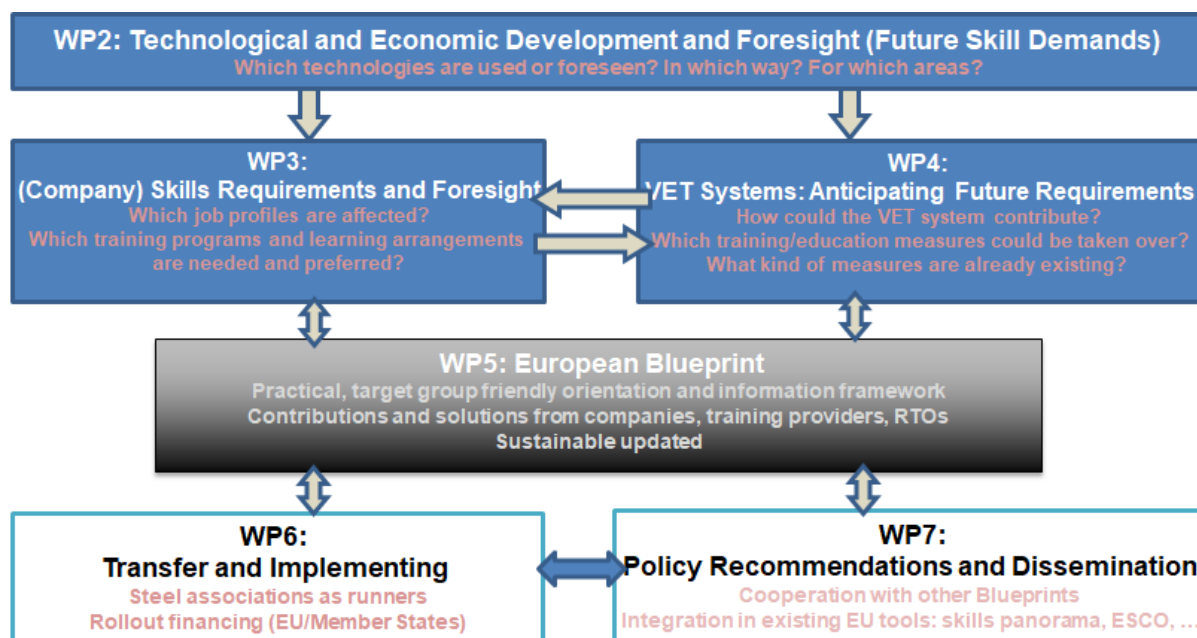 WP2: Technological and Economic Development and Foresight (Future Skill Demands)
Which technologies are used or foreseen? In which way? For which areas?
WP3:
(Company) Skills Requirements and Foresight
Which job profiles are affected?
Which training programs and learning arrangements
are needed and preferred?
WP4:
VET Systems: Anticipating Future Requirements
How could the VET system contribute?
Which training/education measures could be taken over?
What kind of measures are already existing?
WP5: European Blueprint
Practical, target group friendly orientation and information framework
Contributions and solutions from companies, training providers, RTOs
Sustainable updated
WP6:
Transfer and Implementing
Steel associations as runners
Rollout financing (EU/Member States)
WP7:
Policy Recommendations and Dissemination
Cooperation with other Blueprints
Integration in existing EU tools: skills panorama, ESCO, …